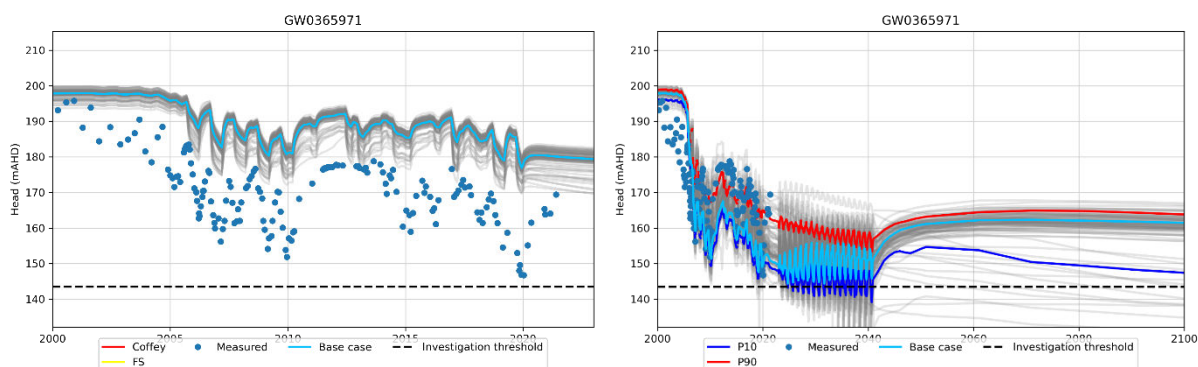 GW0365971
Head (mAHD)
210
200
190
180
170
160
150
140
2000
2005
2010
2015
2020
Coffey
FS
Measured
Base case
Investigation threshold
GW0365971
Head (mAHD)
210
200
190
180
170
160
150
140
2000
2020
2040
2060
2080
2100
P10
P90
Measured
Base case
Investigation threshold